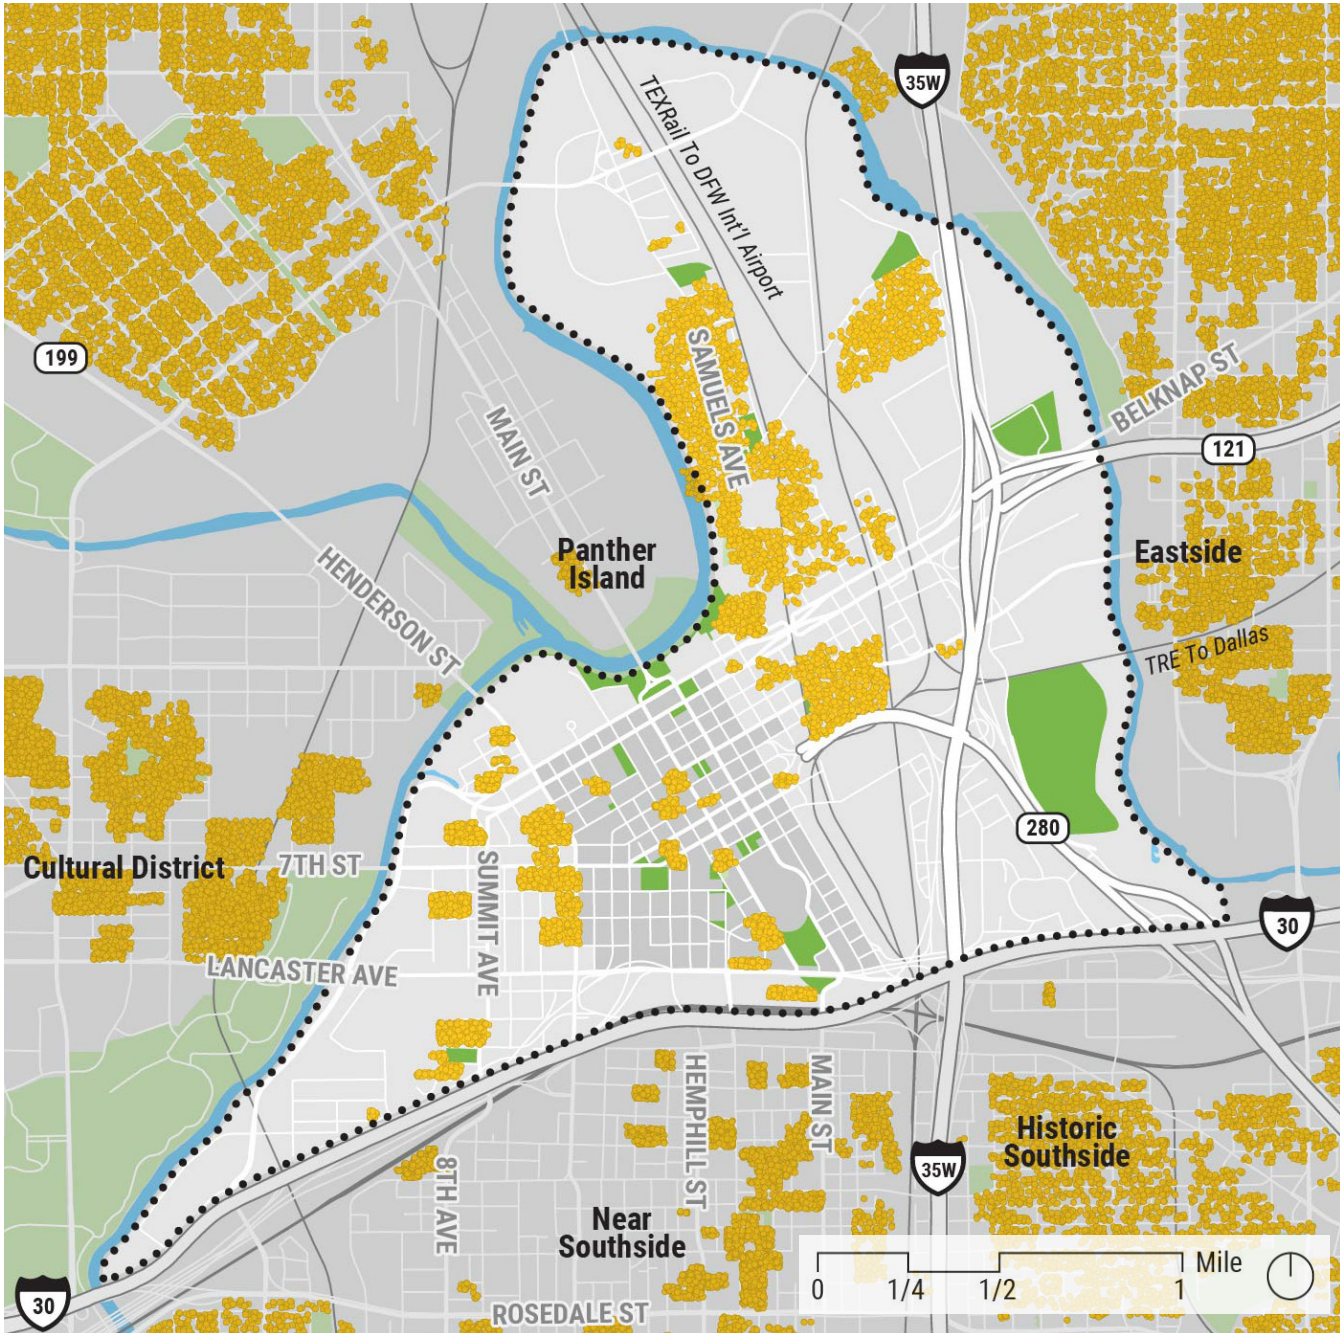 35W
TEXRail To DFW Int'l Airport
199
SAMUELS AVE
MAIN ST
BELKNAP ST
121
Panther
Island
Eastside
HENDERSON ST
TRE To Dallas
280
Cultural District
7TH ST
SUMMIT AVE
30
LANCASTER AVE
HEMPHILL ST
MAIN ST
Historic
Southside
35W
8TH AVE
Near
Southside
30
ROSEDALE ST
0 1/4 1/2 1 Mile